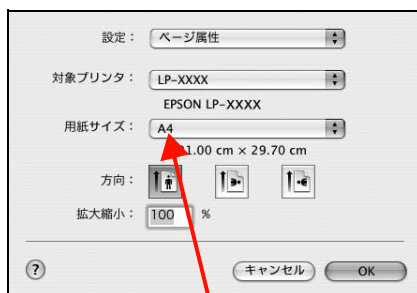 設定： ページ属性
対象プリンタ： LP-XXXX
EPSON LP-XXXX
用紙サイズ： A4
1.00 cm × 29.70 cm
方向：
拡大縮小： 100 %
? キャンセル OK